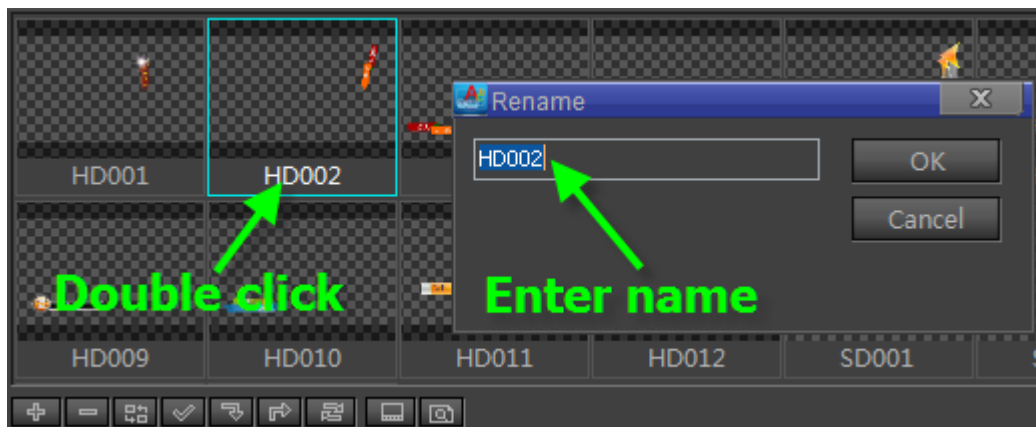 Rename
HD002
OK
HD001
HD002
Cancel
Double click
Enter name
HD009
HD010
HD011
HD012
SD001